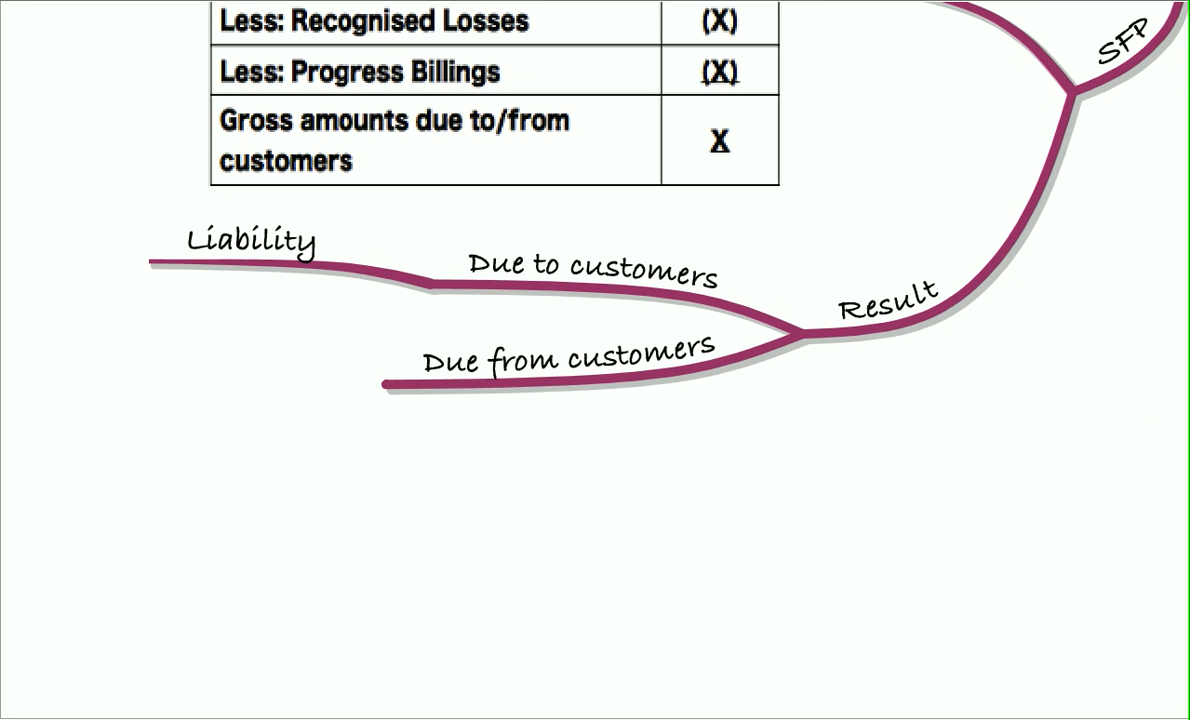 Less: Recognised Losses (X)
Less: Progress Billings (X)
Gross amounts due to/from
customers X
SFP
Liability
Due to customers
Result
Due from customers